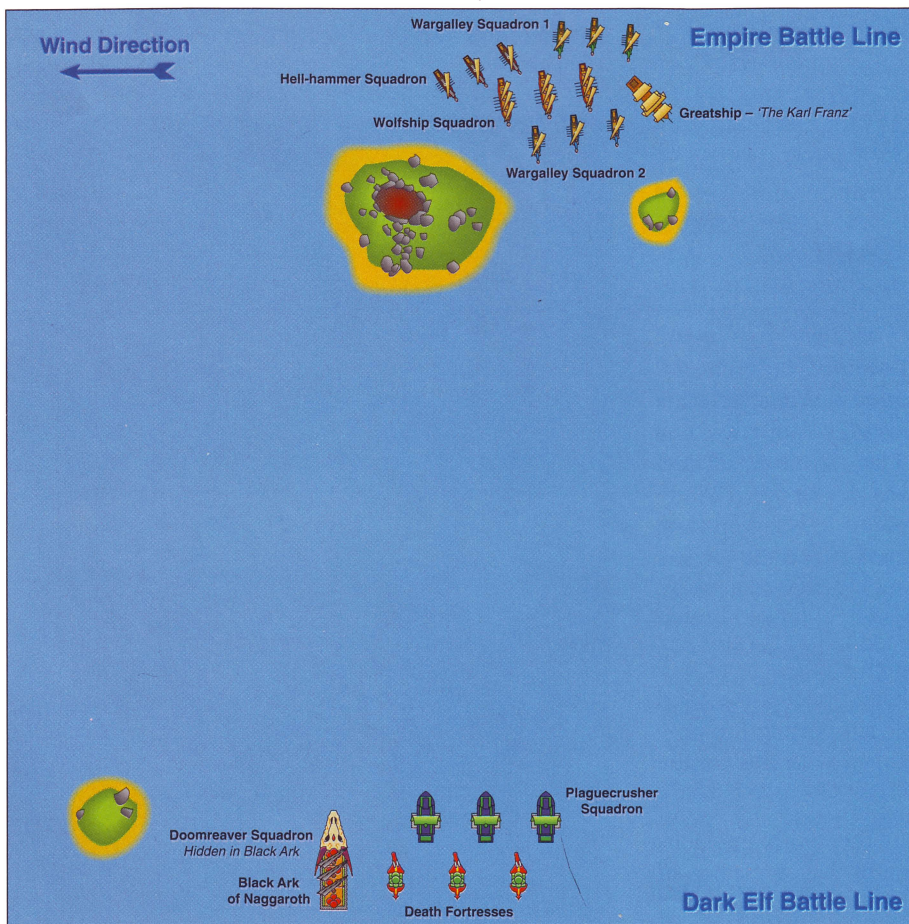 Wargalley Squadron 1
Wind Direction
Empire Battle Line
Hell-hammer Squadron
Greatship – 'The Karl Franz'
Wolfship Squadron
Wargalley Squadron 2
Plaguecrusher
Squadron
Doomreaver Squadron
Hidden in Black Ark
Black Ark
of Naggaroth
Death Fortresses
Dark Elf Battle Line